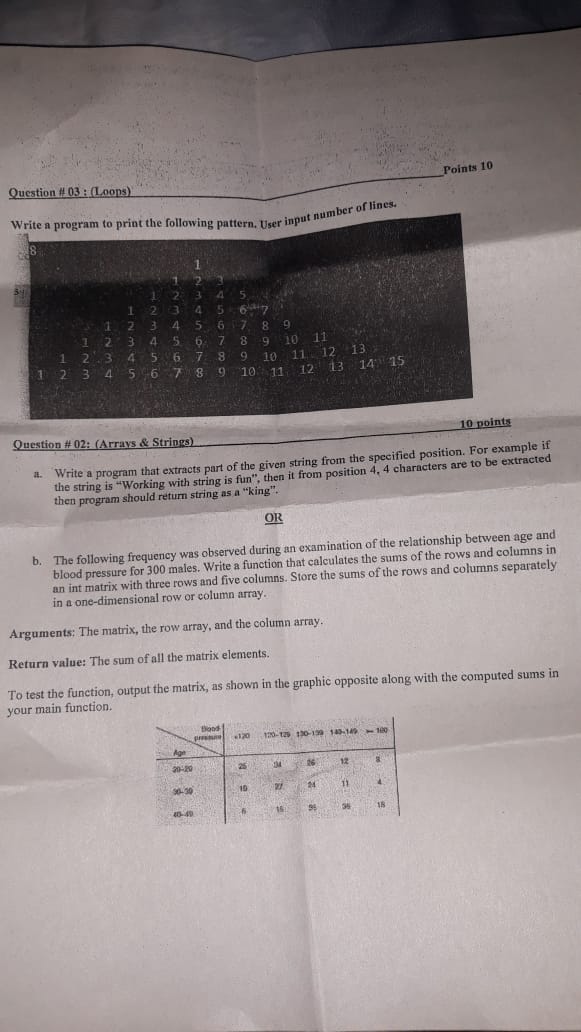 Points 10
Question # 03 : (Loops)
Write a program to print the following pattern. User input number of lines.
8
1
1 2 3
1 2 3 4 5
1 2 3 4 5 6 7
1 2 3 4 5 6 7 8 9
1 2 3 4 5 6 7 8 9 10 11
1 2 3 4 5 6 7 8 9 10 11 12 13
1 2 3 4 5 6 7 8 9 10 11 12 13 14 15
10 points
Question # 02: (Arrays & Strings)
a. Write a program that extracts part of the given string from the specified position. For example if
the string is “Working with string is fun”, then it from position 4, 4 characters are to be extracted
then program should return string as a “king”.
OR
b. The following frequency was observed during an examination of the relationship between age and
blood pressure for 300 males. Write a function that calculates the sums of the rows and columns in
an int matrix with three rows and five columns. Store the sums of the rows and columns separately
in a one-dimensional row or column array.
Arguments: The matrix, the row array, and the column array.
Return value: The sum of all the matrix elements.
To test the function, output the matrix, as shown in the graphic opposite along with the computed sums in
your main function.
Blood
pressure <120 120-129 130-139 140-149
Age
26 12 8
30-39 27 24 11 4
40-49 18